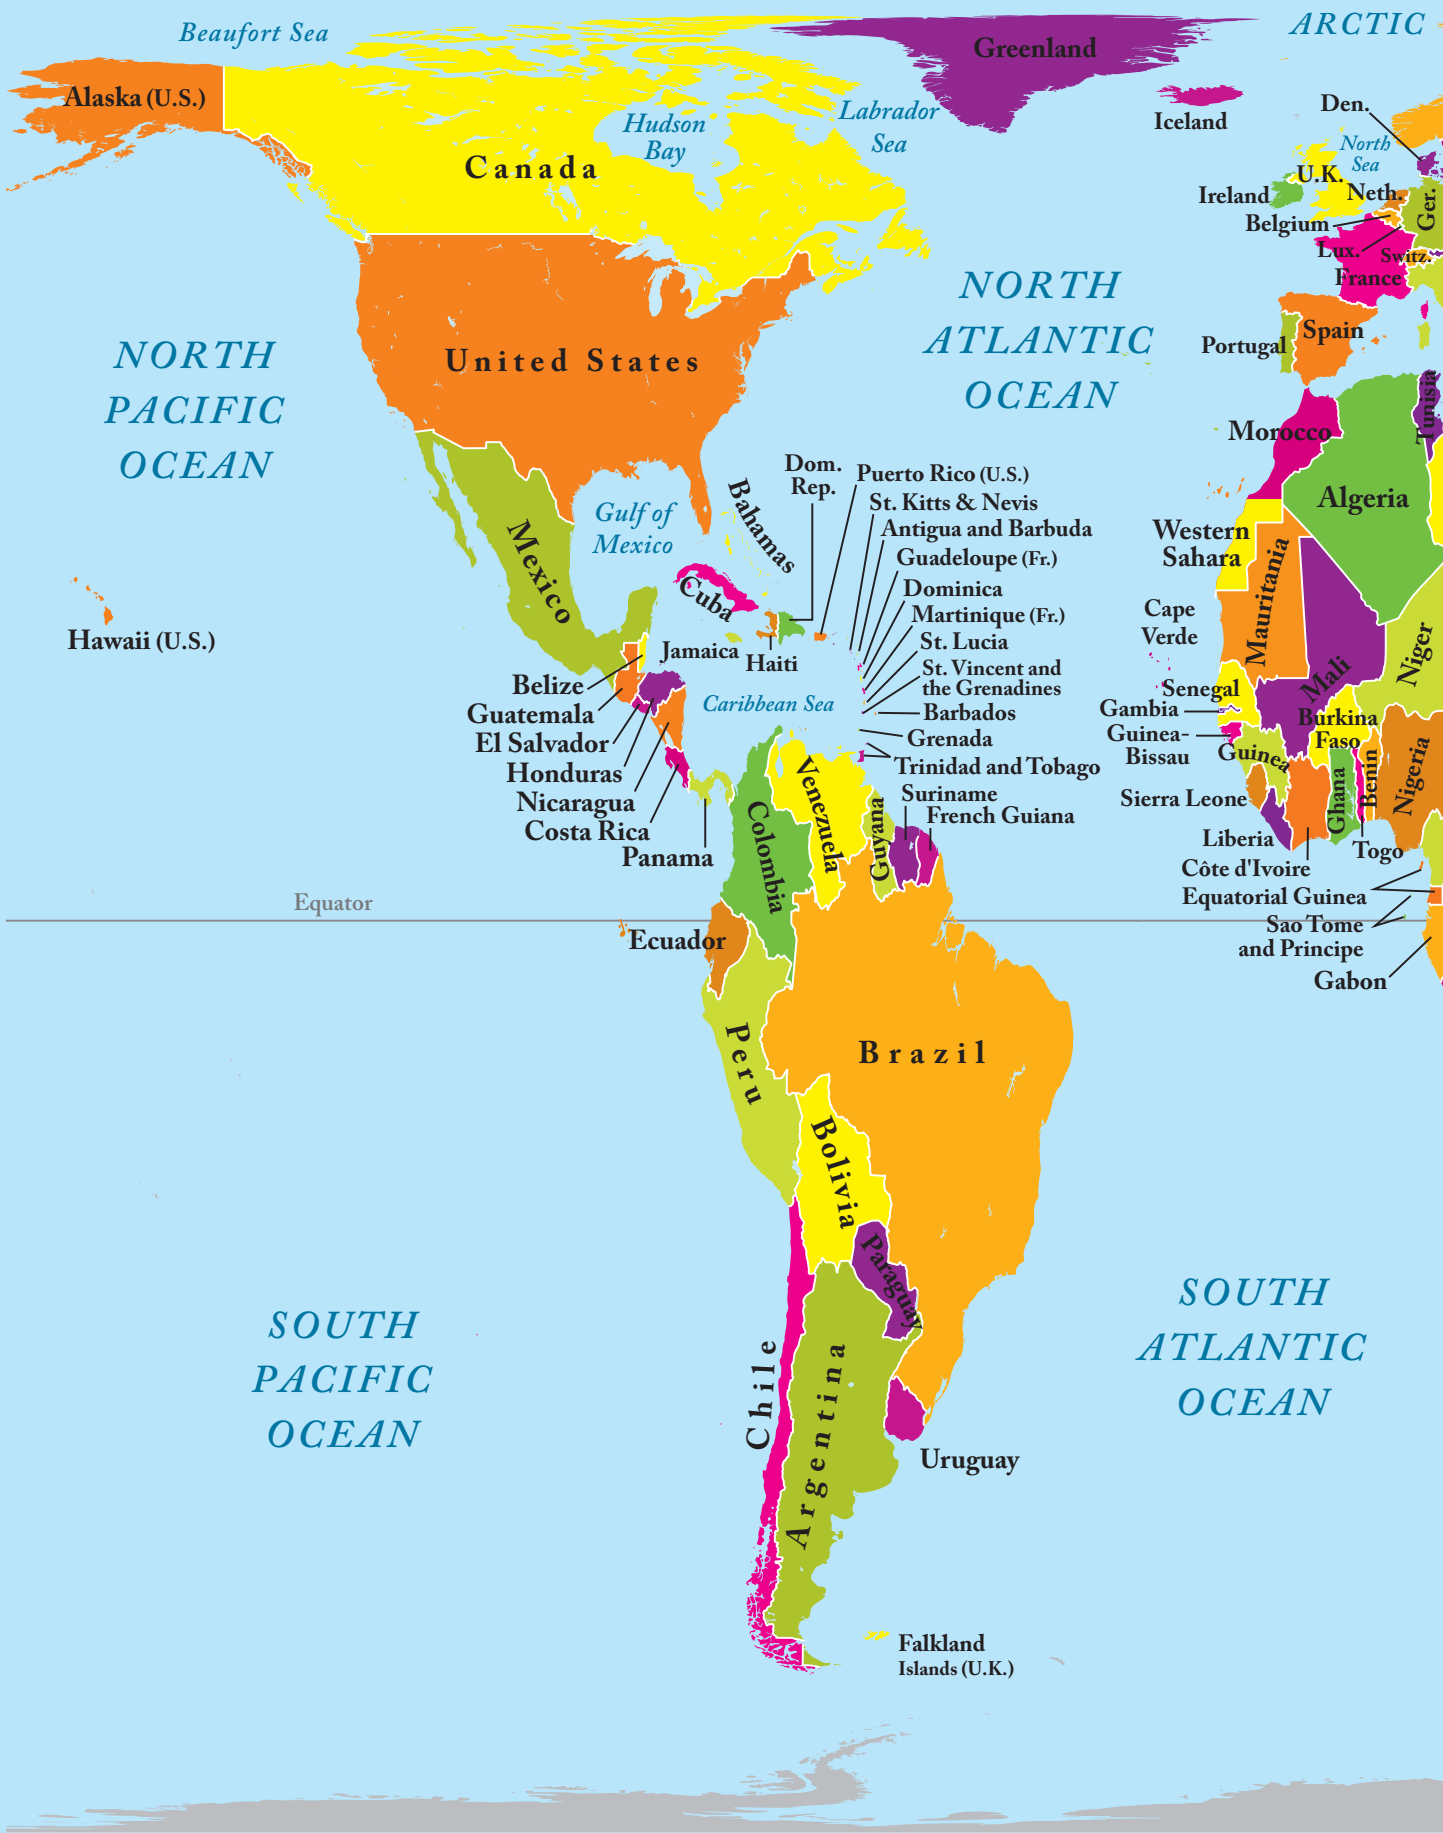 Beaufort Sea
ARCTIC
Greenland
Alaska (U.S.)
Canada
Hudson
Bay
Labrador
Sea
Iceland
Den.
North
Sea
U.K.
Ireland
Neth.
Ger.
Belgium
Lux.
Switz.
France
NORTH
PACIFIC
OCEAN
United States
NORTH
ATLANTIC
OCEAN
Portugal
Spain
Morocco
Tunisia
Algeria
Western
Sahara
Mauritania
Mali
Niger
Cape
Verde
Hawaii (U.S.)
Mexico
Gulf of
Mexico
Bahamas
Cuba
Dom.
Rep.
Puerto Rico (U.S.)
St. Kitts & Nevis
Antigua and Barbuda
Guadeloupe (Fr.)
Dominica
Martinique (Fr.)
St. Lucia
St. Vincent and
the Grenadines
Barbados
Grenada
Trinidad and Tobago
Jamaica
Haiti
Caribbean Sea
Belize
Guatemala
El Salvador
Honduras
Nicaragua
Costa Rica
Panama
Senegal
Gambia
Guinea-
Bissau
Guinea
Burkina
Faso
Sierra Leone
Liberia
Côte d'Ivoire
Ghana
Togo
Benin
Nigeria
Equatorial Guinea
Sao Tome
and Principe
Gabon
Venezuela
Colombia
Guyana
Suriname
French Guiana
Equator
Ecuador
Peru
Brazil
Bolivia
Paraguay
Chile
Argentina
Uruguay
SOUTH
PACIFIC
OCEAN
SOUTH
ATLANTIC
OCEAN
Falkland
Islands (U.K.)